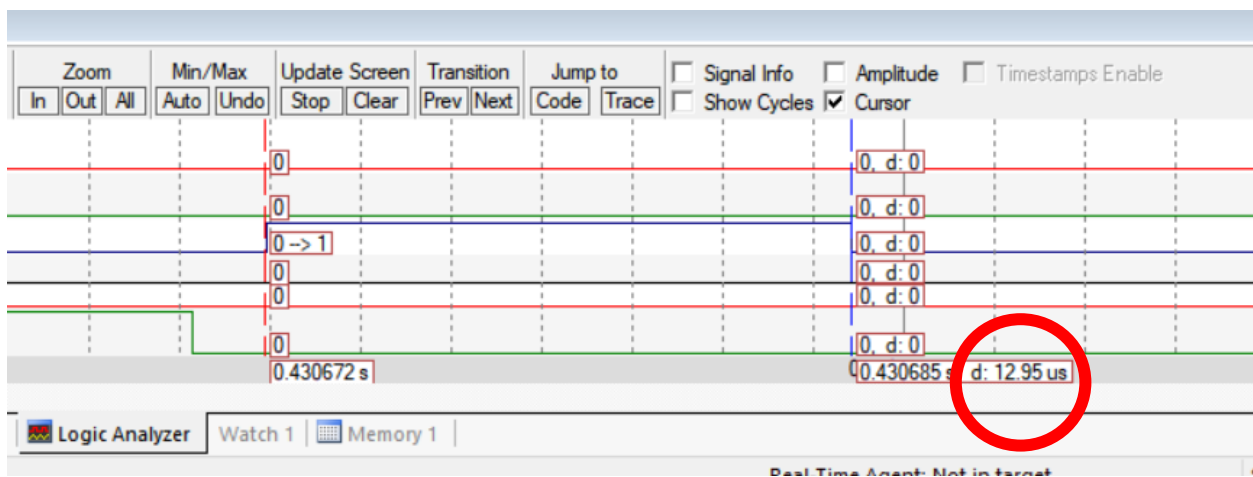 Zoom Min/Max Update Screen Transition Jump to Signal Info Amplitude Timestamps Enable
In Out All Auto Undo Stop Clear Prev Next Code Trace Show Cycles Cursor
0 0, d: 0
0 0, d: 0
0 --> 1 0, d: 0
0 0, d: 0
0 0, d: 0
0 0, d: 0
0.430672 s 0.430685 s d: 12.95 us
Logic Analyzer Watch 1 Memory 1
Real-Time Agent: Not in target